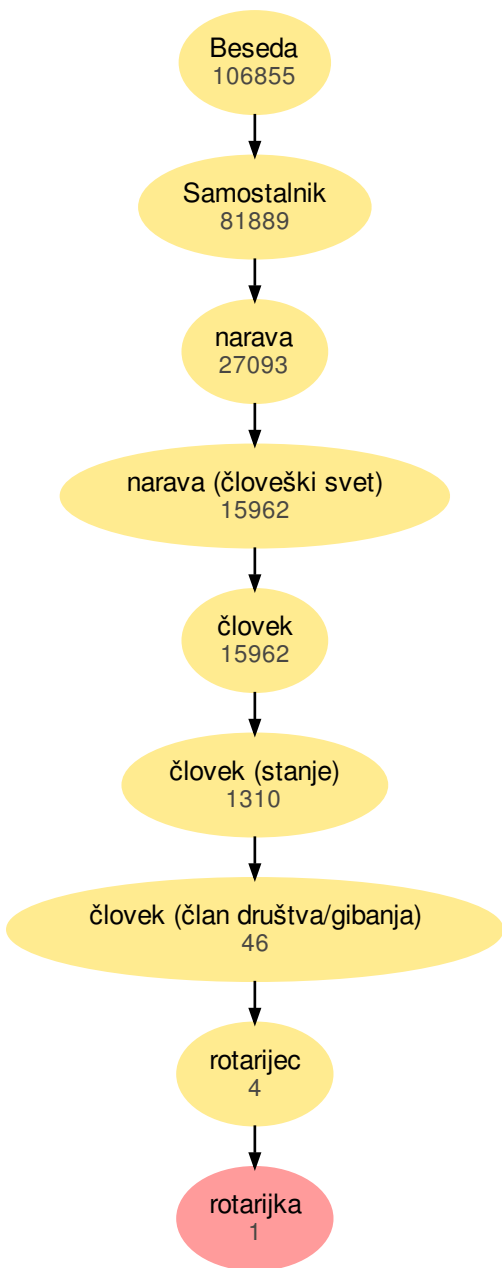 Beseda
106855
Samostalnik
81889
narava
27093
narava (človeški svet)
15962
človek
15962
človek (stanje)
1310
človek (član društva/gibanja)
46
rotarijec
4
rotarijka
1